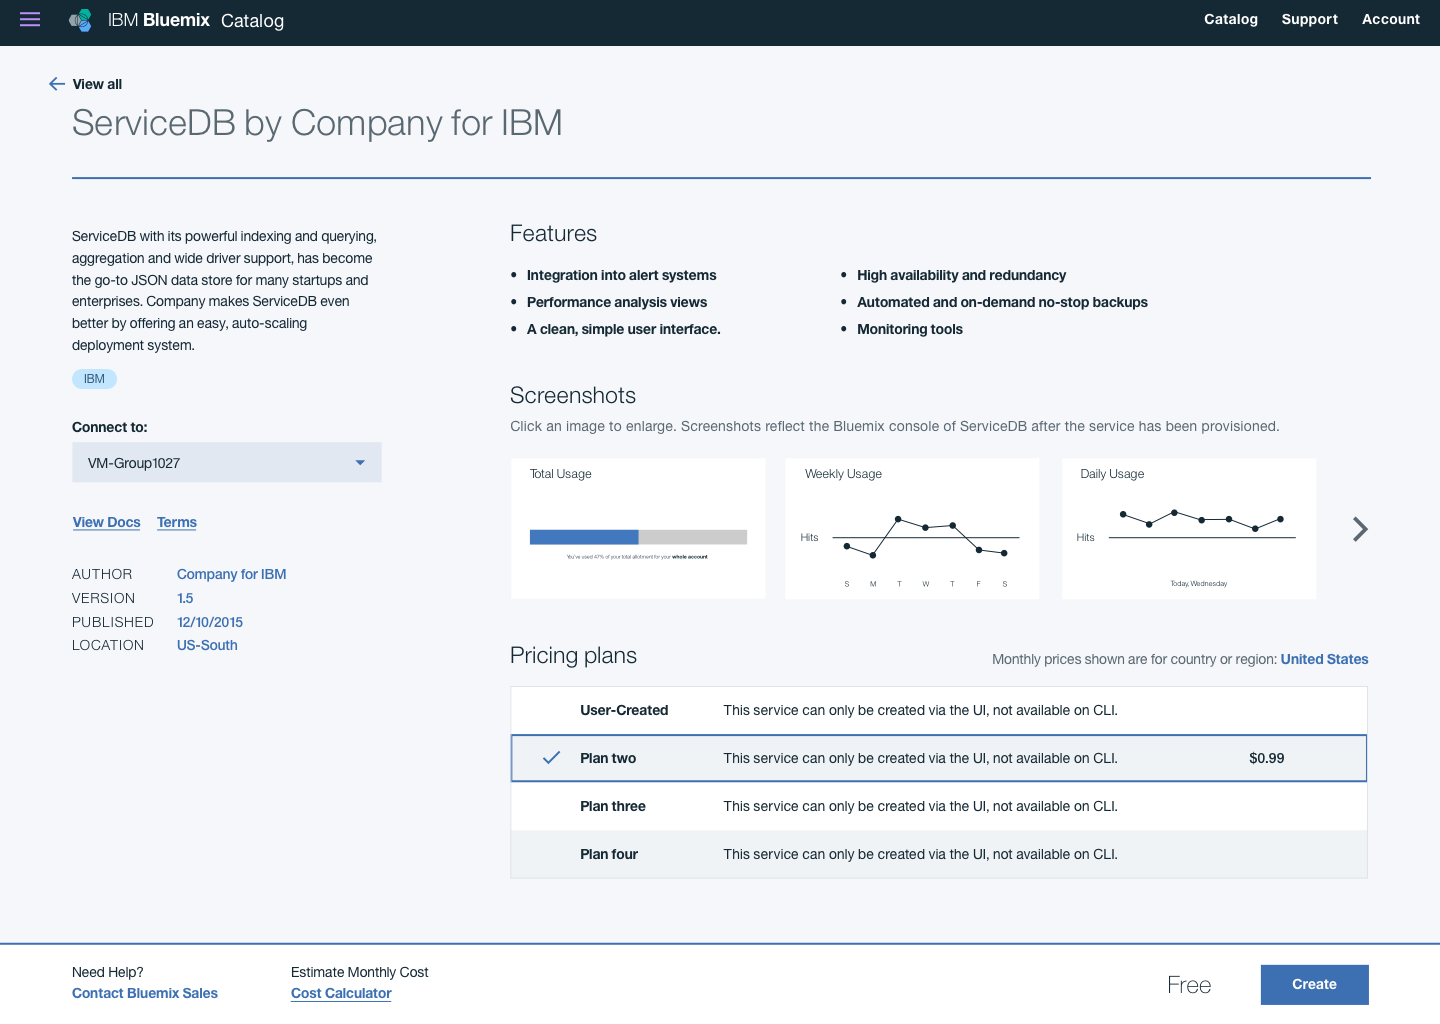 IBM Bluemix Catalog
Catalog Support Account
View all
ServiceDB by Company for IBM
ServiceDB with its powerful indexing and querying,
aggregation and wide driver support, has become
the go-to JSON data store for many startups and
enterprises. Company makes ServiceDB even
better by offering an easy, auto-scaling
deployment system.
IBM
Connect to:
VM-Group1027
View Docs Terms
AUTHOR Company for IBM
VERSION 1.5
PUBLISHED 12/10/2015
LOCATION US-South
Features
• Integration into alert systems
• Performance analysis views
• A clean, simple user interface.
• High availability and redundancy
• Automated and on-demand no-stop backups
• Monitoring tools
Screenshots
Click an image to enlarge. Screenshots reflect the Bluemix console of ServiceDB after the service has been provisioned.
Total Usage
You've used 47% of your total allotment for your whole account
Weekly Usage
Hits
S M T W T F S
Daily Usage
Hits
Today, Wednesday
Pricing plans
Monthly prices shown are for country or region: United States
User-Created This service can only be created via the UI, not available on CLI.
Plan two This service can only be created via the UI, not available on CLI. $0.99
Plan three This service can only be created via the UI, not available on CLI.
Plan four This service can only be created via the UI, not available on CLI.
Need Help?
Contact Bluemix Sales
Estimate Monthly Cost
Cost Calculator
Free
Create